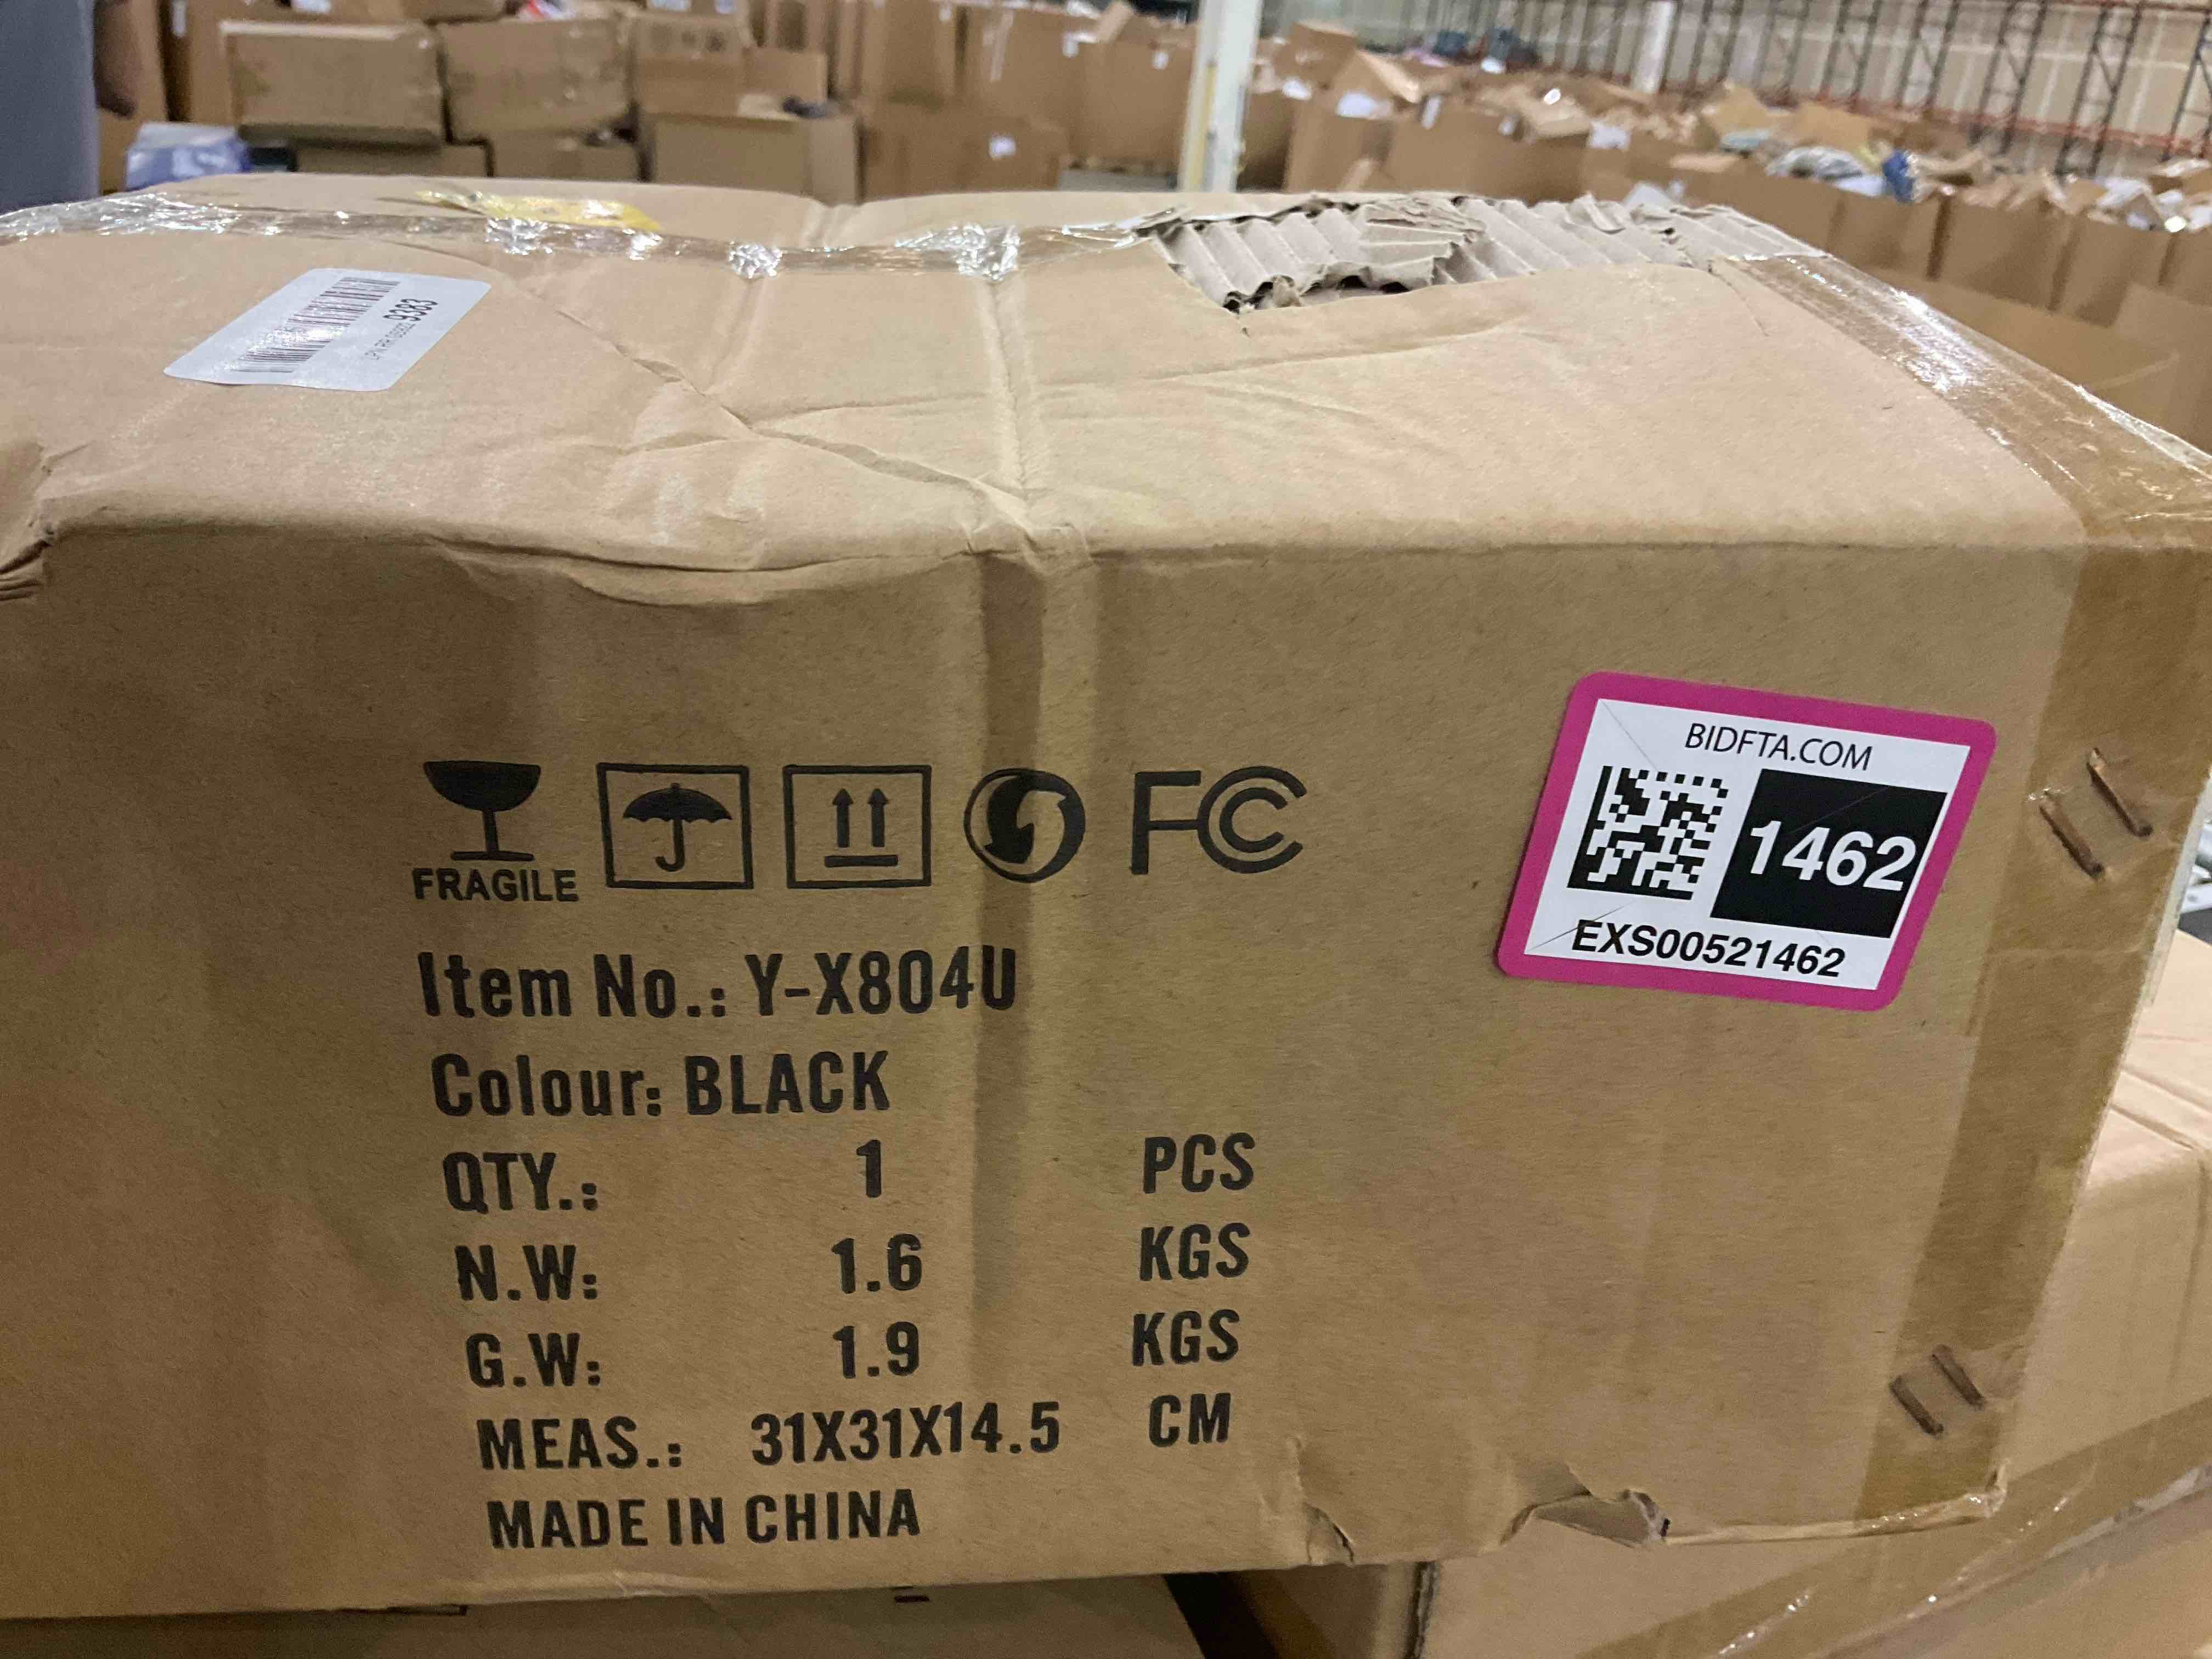 9383
BIDFTA.COM
1462
EXS00521462
FRAGILE
FC
Item No.: Y-X804U
Colour: BLACK
QTY.: 1 PCS
N.W: 1.6 KGS
G.W: 1.9 KGS
MEAS.: 31X31X14.5 CM
MADE IN CHINA